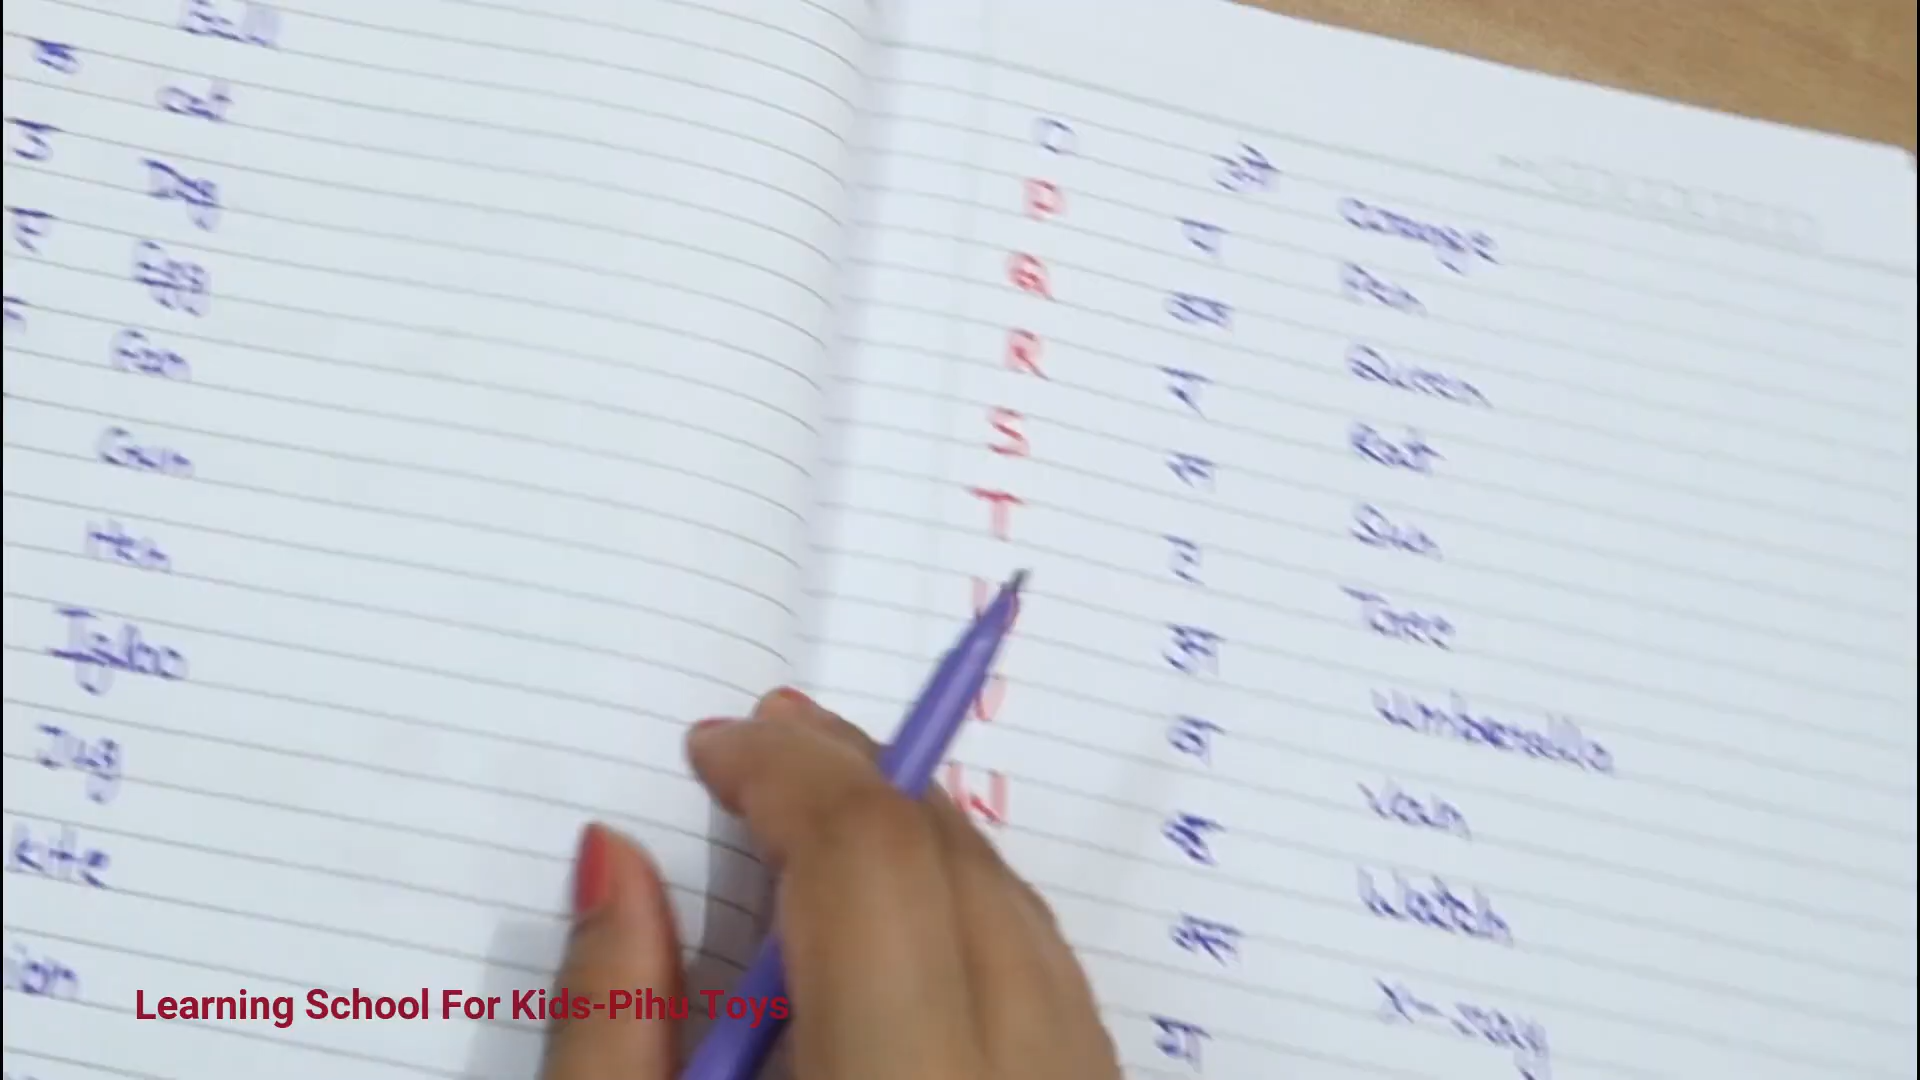 Ball
ब cat
ड Dog
ए Egg
Fan
Gun
Hen
Igloo
Jug
kite
ion
O ऑ orange
P प Pen
Q क्य Queen
R र Rat
S स Sun
T ट Tree
U अ umbrella
V व Van
W व Watch
क्स X-ray
य
Learning School For Kids-Pihu Toys